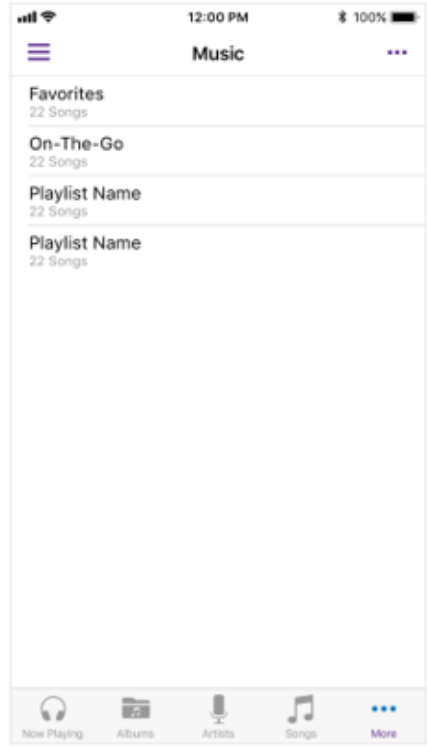 12:00 PM 100%
Music
Favorites
22 Songs
On-The-Go
22 Songs
Playlist Name
22 Songs
Playlist Name
22 Songs
Now Playing Albums Artists Songs More